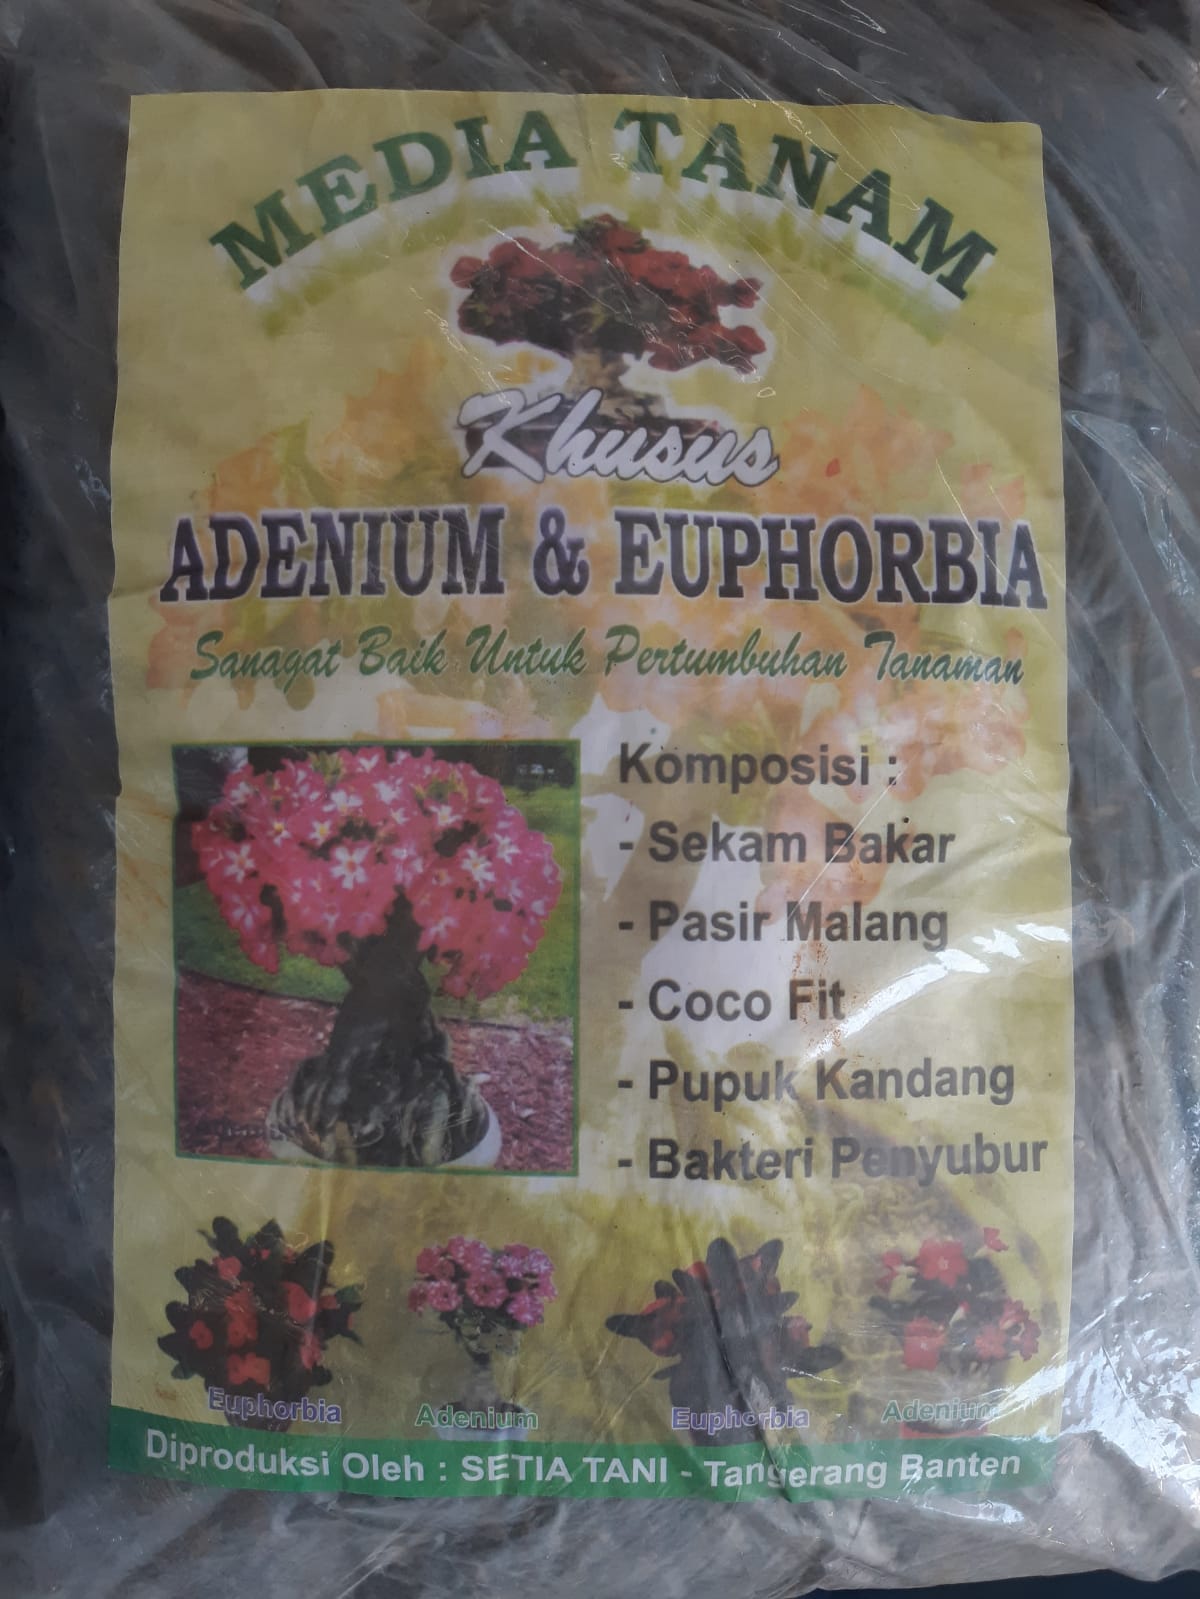 MEDIA TANAM
Khusus
ADENIUM & EUPHORBIA
Sanagat Baik Untuk Pertumbuhan Tanaman
Komposisi :
- Sekam Bakar
- Pasir Malang
- Coco Fit
- Pupuk Kandang
- Bakteri Penyubur
Euphorbia
Adenium
Euphorbia
Adenium
Diproduksi Oleh : SETIA TANI - Tangerang Banten